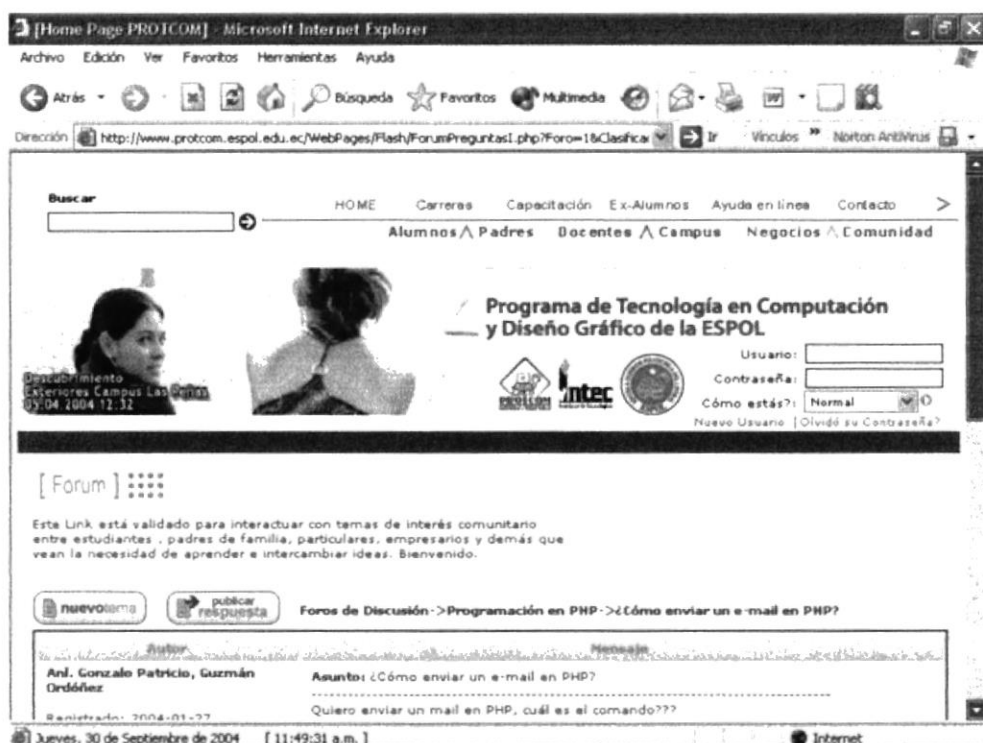 [Home Page PROTCOM] - Microsoft Internet Explorer
Archivo Edición Ver Favoritos Herramientas Ayuda
Atrás Búsqueda Favoritos Multimedia
Dirección http://www.protcom.espol.edu.ec/WebPages/Flash/ForumPreguntasI.php?Foro=1&Clasifica Ir Vínculos » Norton AntiVirus
Buscar
HOME Carreras Capacitación Ex-Alumnos Ayuda en línea Contacto >
Alumnos Padres Docentes Campus Negocios Comunidad
Programa de Tecnología en Computación
y Diseño Gráfico de la ESPOL
Descubrimiento
Exteriores Campus Las Peñas
05.04.2004 12:32
PROTCOM
intec
Usuario:
Contraseña:
Cómo estás?: Normal
Nuevo Usuario | Olvidó su Contraseña?
[ Forum ]
Este Link está validado para interactuar con temas de interés comunitario
entre estudiantes , padres de familia, particulares, empresarios y demás que
vean la necesidad de aprender e intercambiar ideas. Bienvenido.
nuevotema
publicar
respuesta
Foros de Discusión->Programación en PHP->¿Cómo enviar un e-mail en PHP?
Autor Mensaje
Anl. Gonzalo Patricio, Guzmán
Ordóñez
Asunto: ¿Cómo enviar un e-mail en PHP?
Quiero enviar un mail en PHP, cuál es el comando???
Registrado: 2004-01-27
Jueves, 30 de Septiembre de 2004 [ 11:49:31 a.m. ] Internet